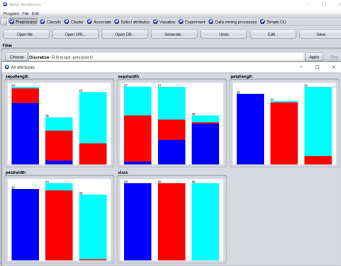 Weka Workbench
Program File Edit
Preprocess Classify Cluster Associate Select attributes Visualize Experiment Data mining processes Simple CLI
Open file... Open URL... Open DB... Generate... Undo Edit... Save...
Filter
Choose Discretize -R first-last -precision 6 Apply Stop
All attributes
sepallength sepalwidth petallength
petalwidth class